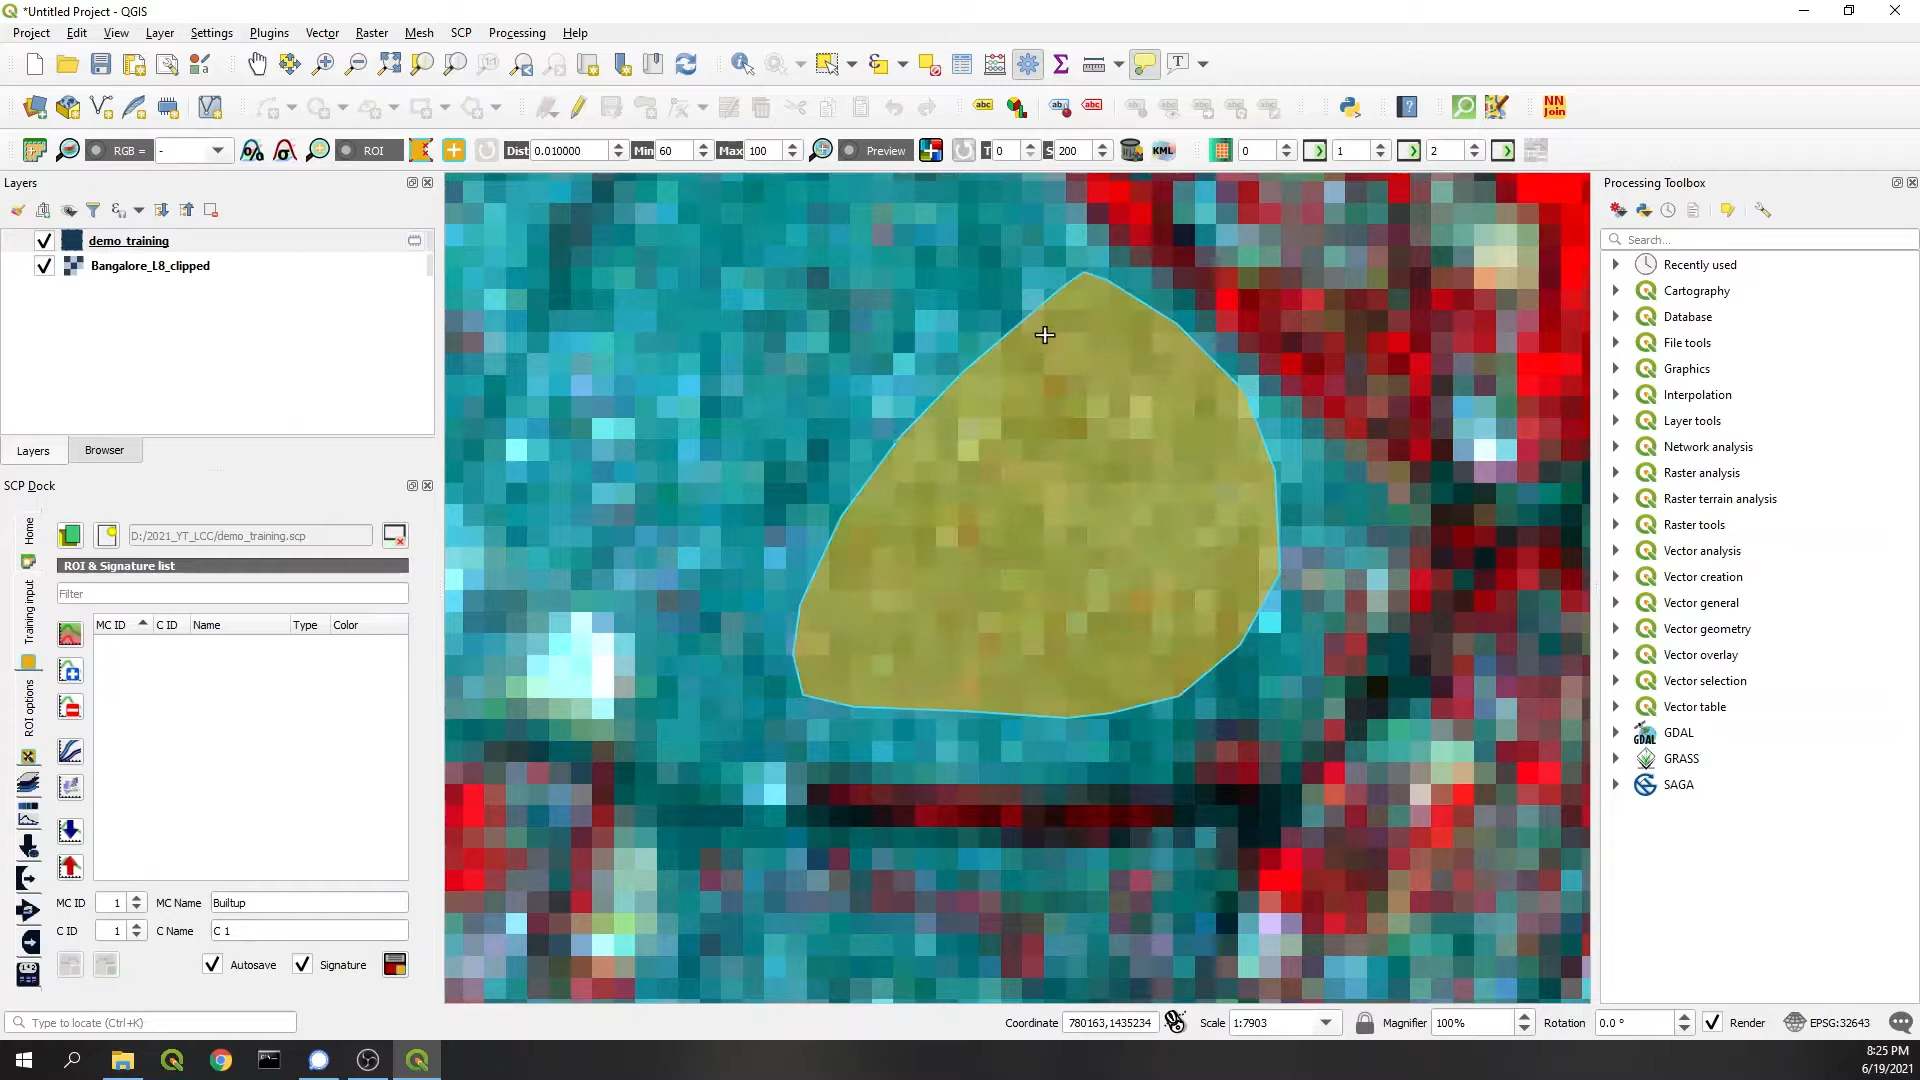 *Untitled Project - QGIS
Project Edit View Layer Settings Plugins Vector Raster Mesh SCP Processing Help
abc abc abc NN Join
RGB = - ROI Dist 0.010000 Min 60 Max 100 Preview T 0 S 200 KML 0 1 2
Layers
demo_training
Bangalore_L8_clipped
Layers Browser
SCP Dock
Home
Training input
ROI options
D:/2021_YT_LCC/demo_training.scp
ROI & Signature list
Filter
MC ID C ID Name Type Color
MC ID 1 MC Name Builtup
C ID 1 C Name C 1
Autosave Signature
Processing Toolbox
Search...
Recently used
Cartography
Database
File tools
Graphics
Interpolation
Layer tools
Network analysis
Raster analysis
Raster terrain analysis
Raster tools
Vector analysis
Vector creation
Vector general
Vector geometry
Vector overlay
Vector selection
Vector table
GDAL
GRASS
SAGA
Type to locate (Ctrl+K) Coordinate 780163,1435234 Scale 1:7903 Magnifier 100% Rotation 0.0 ° Render EPSG:32643
8:25 PM
6/19/2021